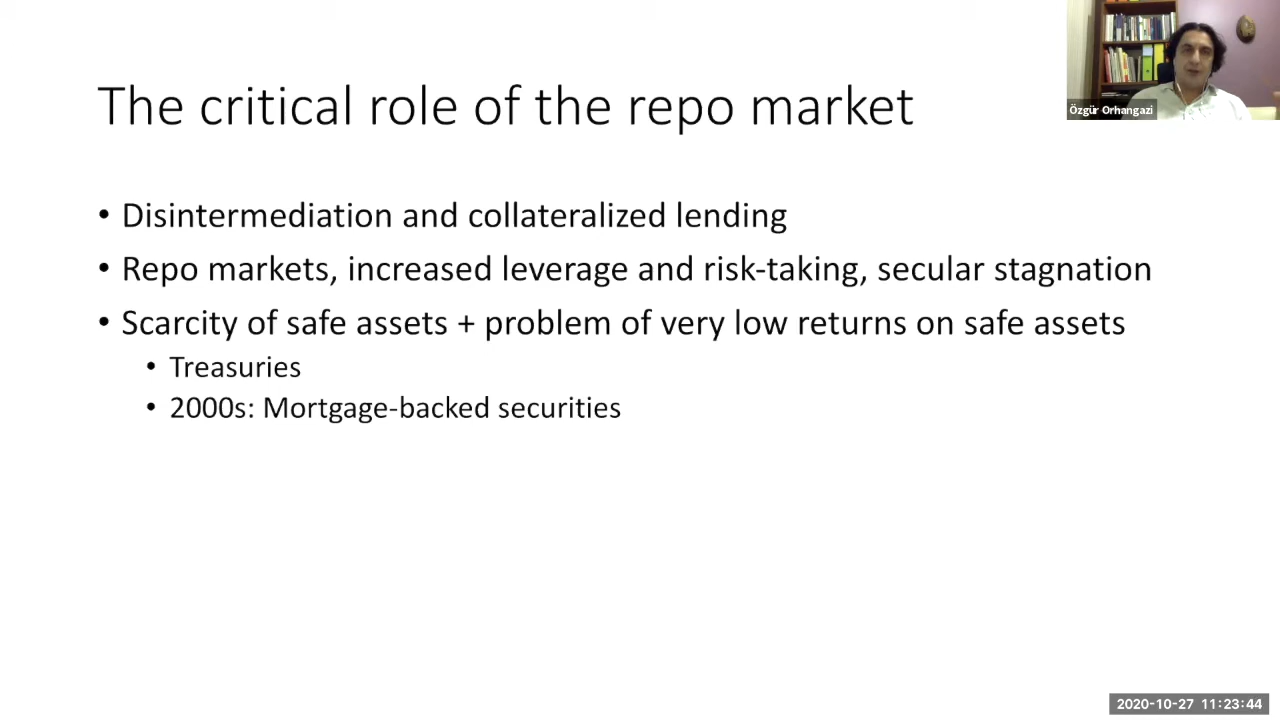 The critical role of the repo market
Özgür Orhangazi
• Disintermediation and collateralized lending
• Repo markets, increased leverage and risk-taking, secular stagnation
• Scarcity of safe assets + problem of very low returns on safe assets
• Treasuries
• 2000s: Mortgage-backed securities
2020-10-27 11:23:44